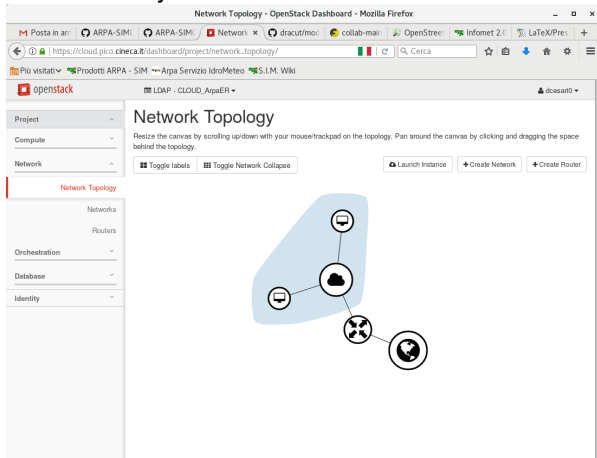 Network Topology - OpenStack Dashboard - Mozilla Firefox
Posta in arr
ARPA-SIMC
ARPA-SIMC
Network
dracut/mod
collab-main
OpenStreet
Infomet 2.0
LaTeX/Pres
https://cloud.pico.cineca.it/dashboard/project/network_topology/
Cerca
Più visitati
Prodotti ARPA - SIM
Arpa Servizio IdroMeteo
S.I.M. Wiki
openstack
LDAP - CLOUD_ArpaER
dcesari0
Project
Compute
Network
Network Topology
Networks
Routers
Orchestration
Database
Identity
Network Topology
Resize the canvas by scrolling up/down with your mouse/trackpad on the topology. Pan around the canvas by clicking and dragging the space
behind the topology.
Toggle labels
Toggle Network Collapse
Launch Instance
+Create Network
+Create Router